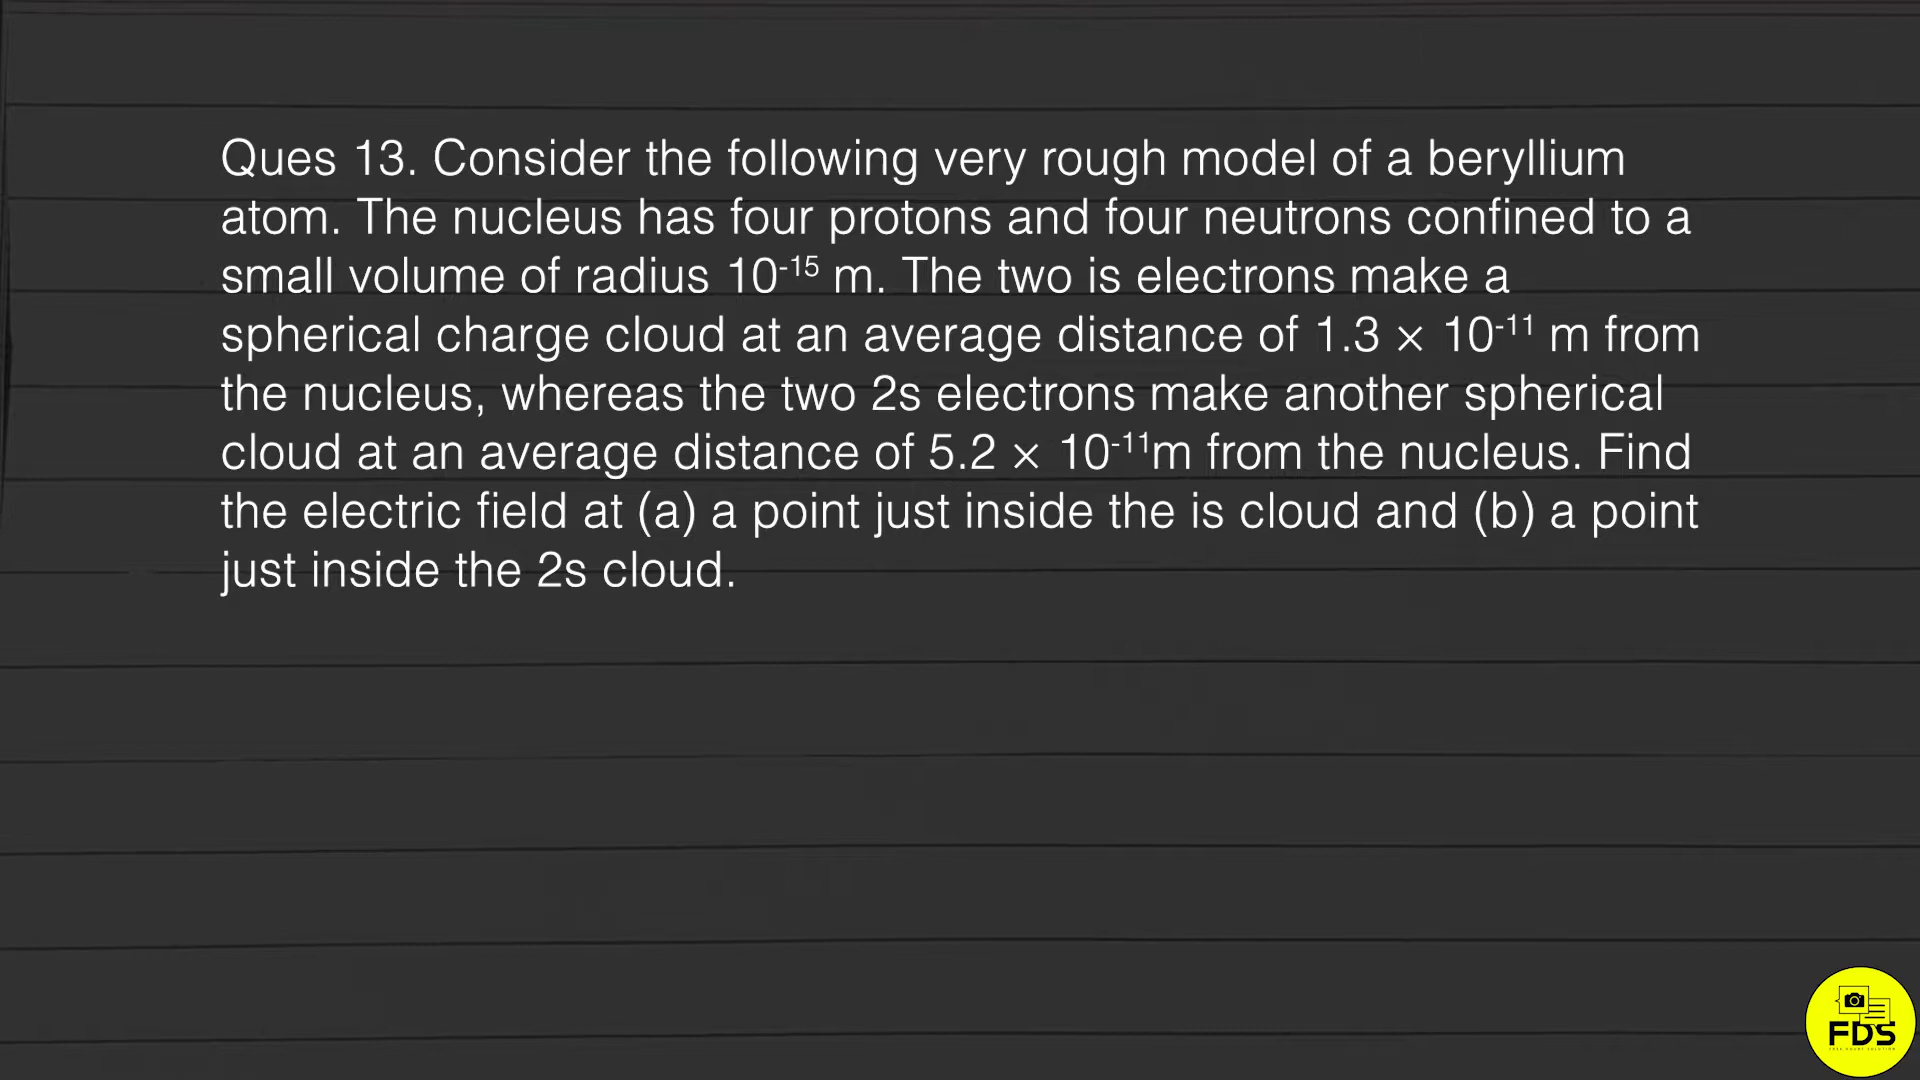 Ques 13. Consider the following very rough model of a beryllium
atom. The nucleus has four protons and four neutrons confined to a
small volume of radius 10⁻¹⁵ m. The two is electrons make a
spherical charge cloud at an average distance of 1.3 × 10⁻¹¹ m from
the nucleus, whereas the two 2s electrons make another spherical
cloud at an average distance of 5.2 × 10⁻¹¹m from the nucleus. Find
the electric field at (a) a point just inside the is cloud and (b) a point
just inside the 2s cloud.
FDS